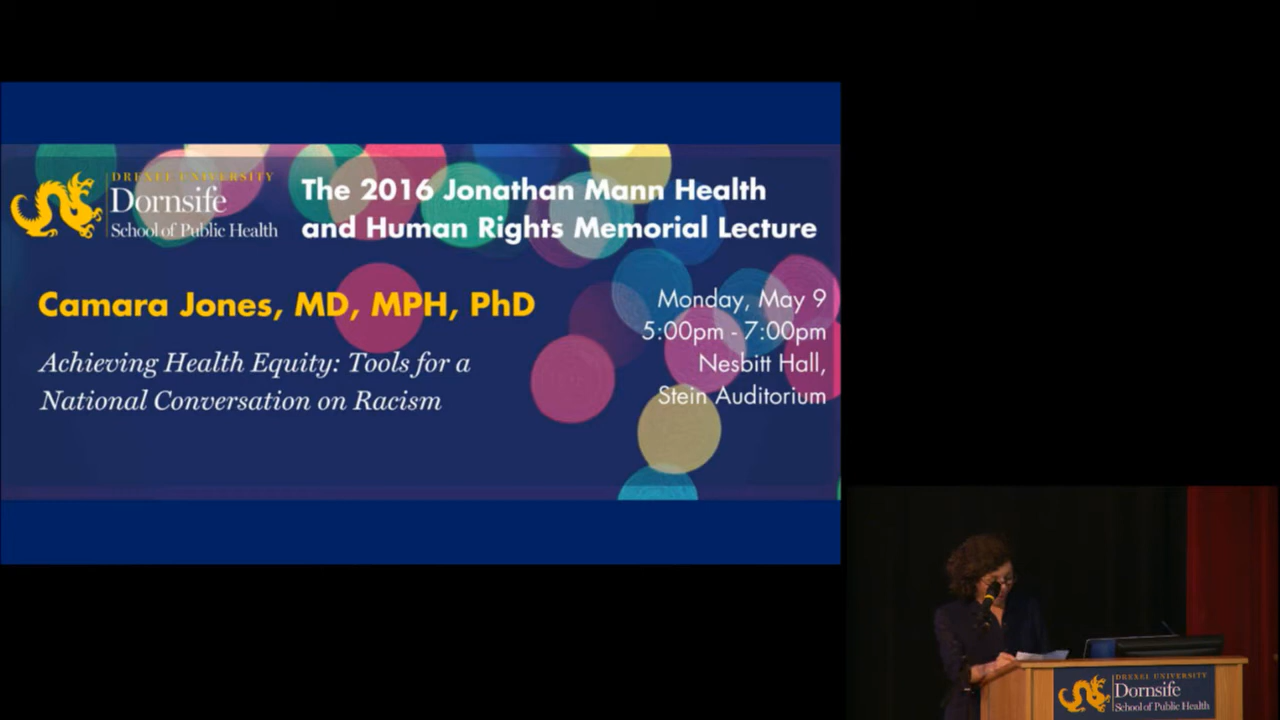 DREXEL UNIVERSITY
Dornsife
School of Public Health
The 2016 Jonathan Mann Health
and Human Rights Memorial Lecture
Camara Jones, MD, MPH, PhD
Achieving Health Equity: Tools for a
National Conversation on Racism
Monday, May 9
5:00pm - 7:00pm
Nesbitt Hall,
Stein Auditorium
DREXEL UNIVERSITY
Dornsife
School of Public Health